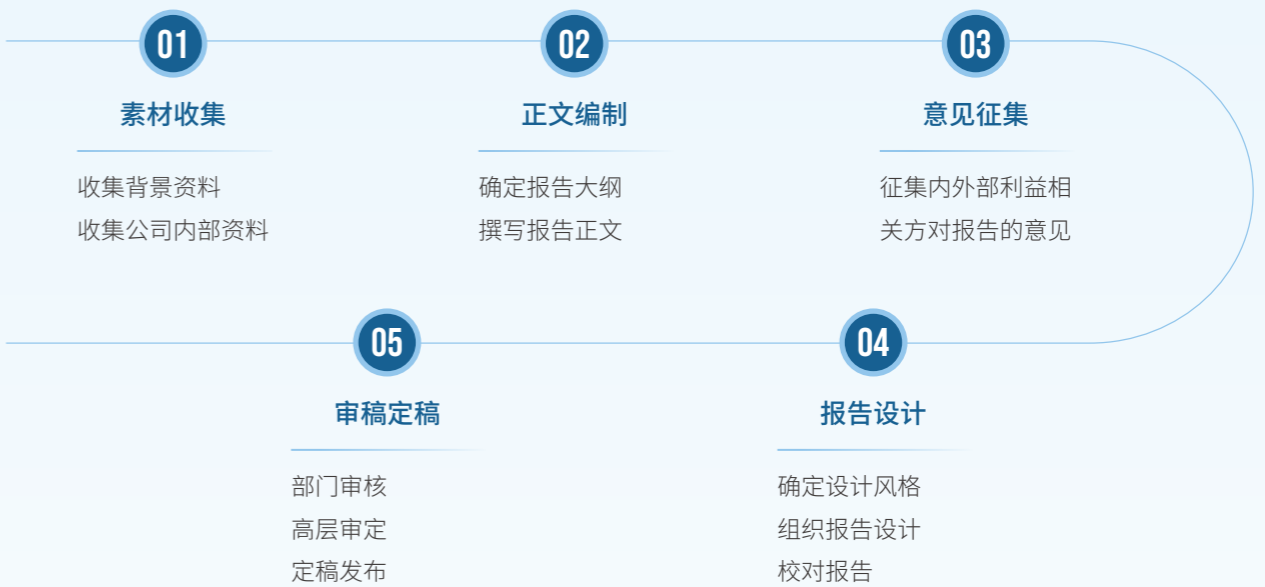 01
素材收集
收集背景资料
收集公司内部资料
02
正文编制
确定报告大纲
撰写报告正文
03
意见征集
征集内外部利益相
关方对报告的意见
04
报告设计
确定设计风格
组织报告设计
校对报告
05
审稿定稿
部门审核
高层审定
定稿发布